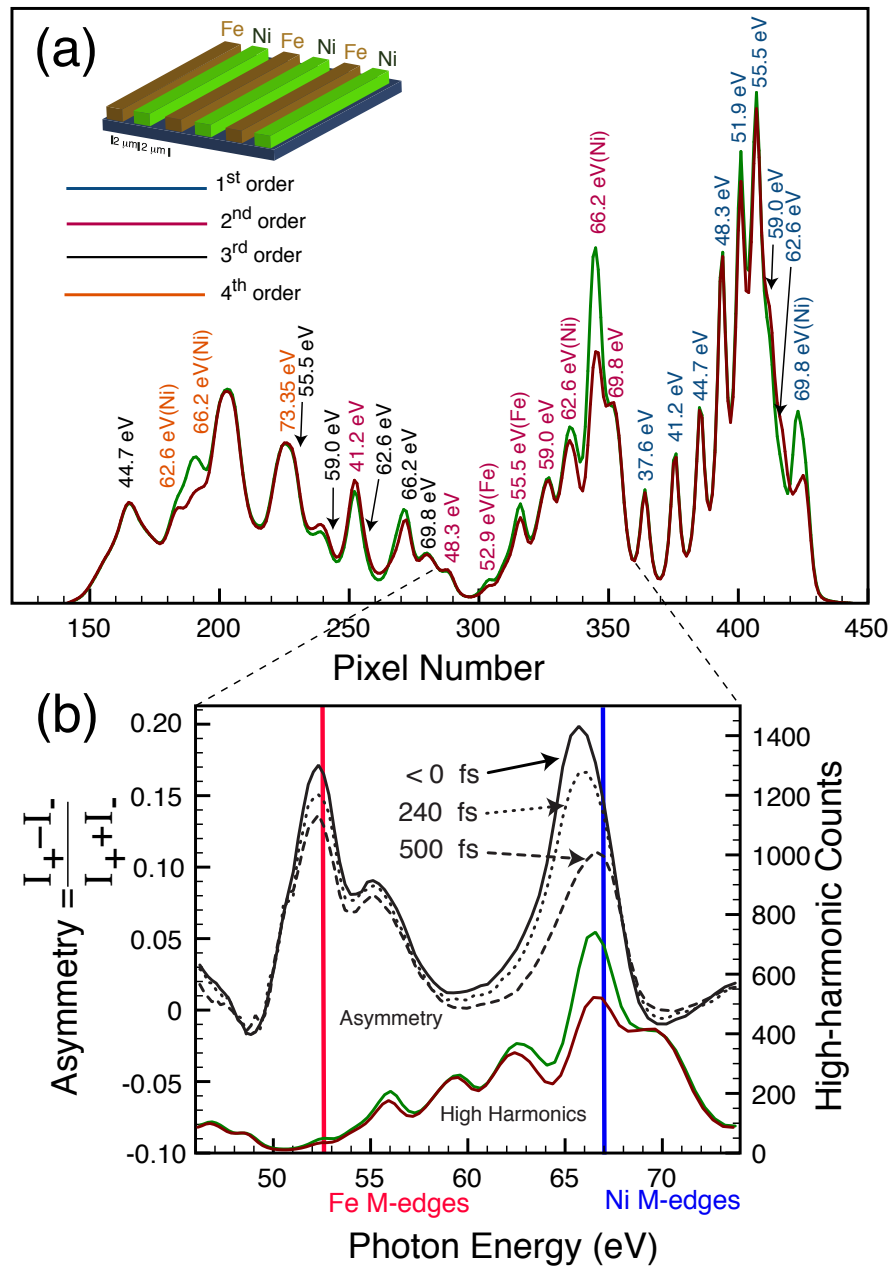 (a)
Fe Ni Fe Ni Fe Ni
2 μm 2 μm
1st order
2nd order
3rd order
4th order
44.7 eV
62.6 eV(Ni)
66.2 eV(Ni)
73.35 eV
55.5 eV
59.0 eV
41.2 eV
62.6 eV
66.2 eV
69.8 eV
48.3 eV
52.9 eV(Fe)
55.5 eV(Fe)
59.0 eV
62.6 eV(Ni)
66.2 eV(Ni)
69.8 eV
37.6 eV
41.2 eV
44.7 eV
48.3 eV
51.9 eV
55.5 eV
59.0 eV
62.6 eV
69.8 eV(Ni)
150 200 250 300 350 400 450
Pixel Number
(b)
Asymmetry = I+−I- / I++I-
0.20
0.15
0.10
0.05
0
-0.05
-0.10
< 0 fs
240 fs
500 fs
Asymmetry
High Harmonics
1400
1200
1000
800
600
400
200
0
High-harmonic Counts
50 55 60 65 70
Fe M-edges Ni M-edges
Photon Energy (eV)